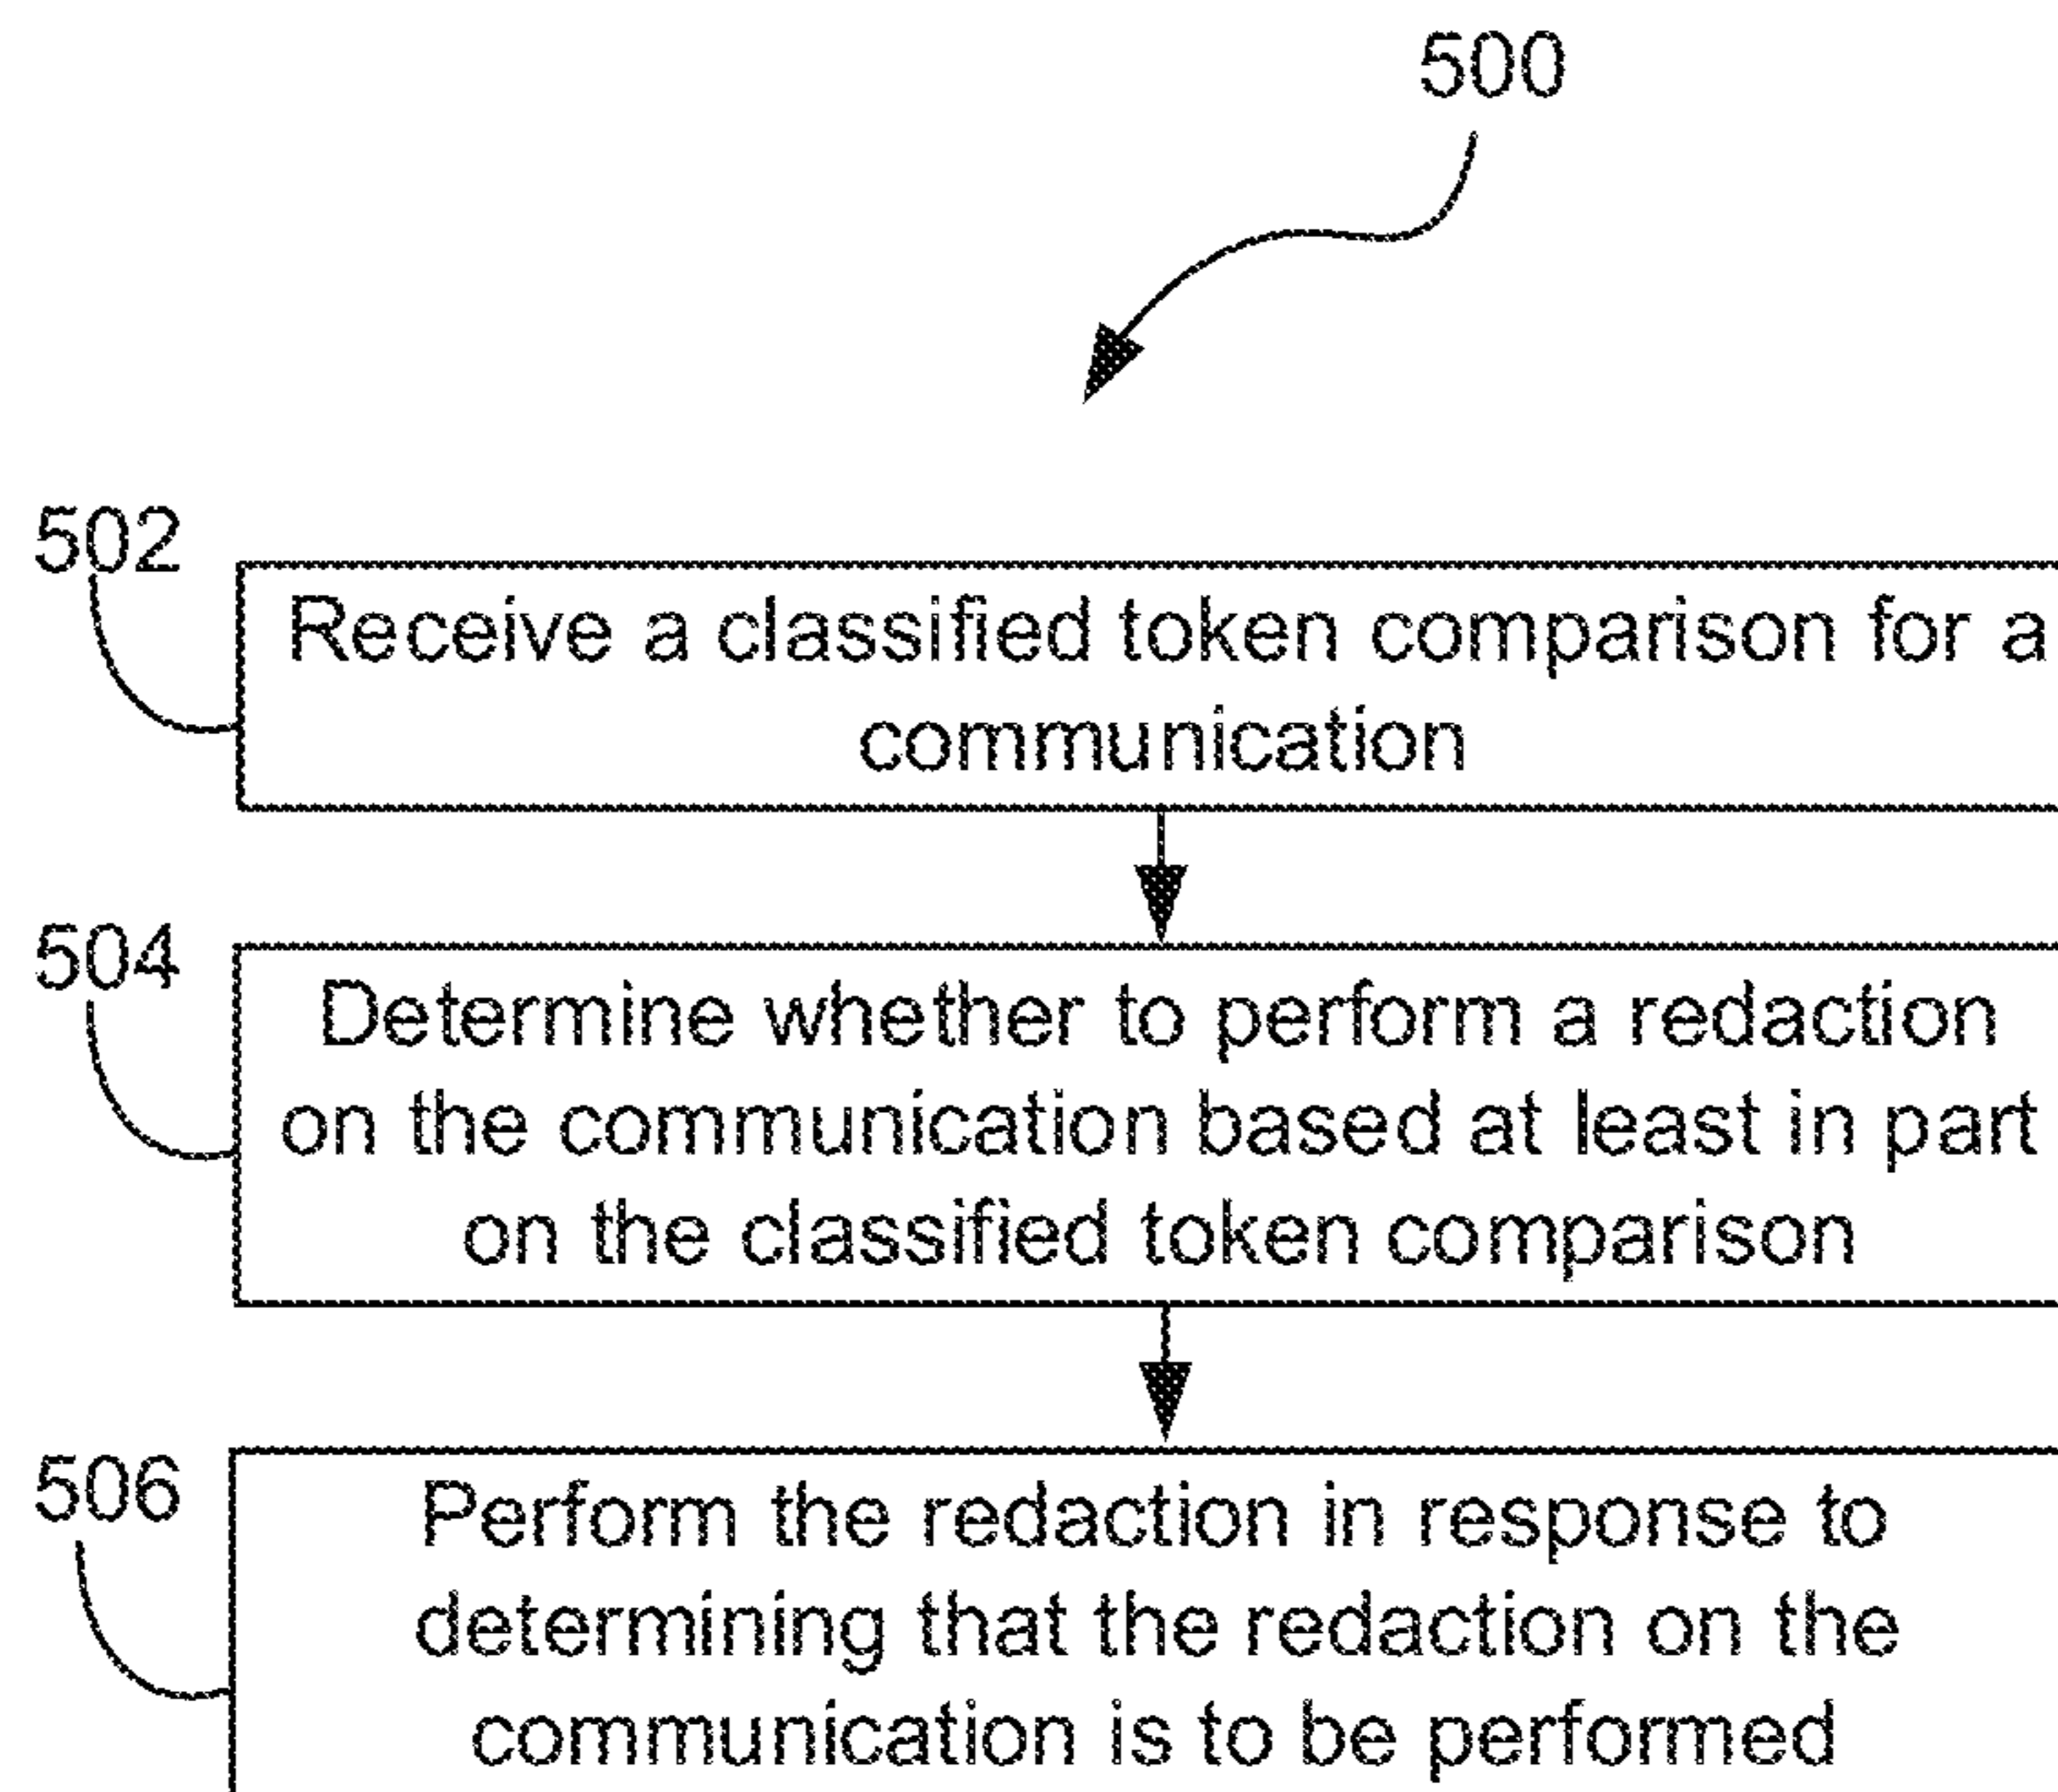 500
502
Receive a classified token comparison for a
communication
504
Determine whether to perform a redaction
on the communication based at least in part
on the classified token comparison
506
Perform the redaction in response to
determining that the redaction on the
communication is to be performed